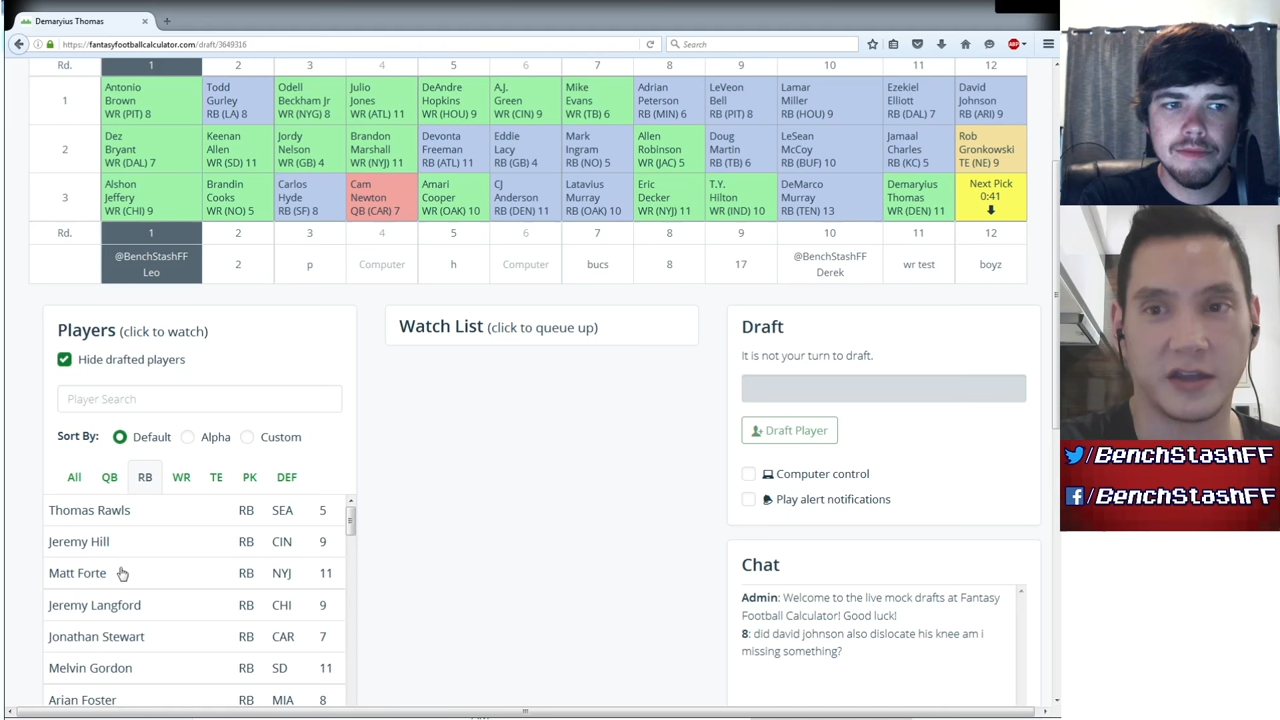 Demaryius Thomas
https://fantasyfootballcalculator.com/draft/3649316
Search
ABP
Rd. 1 2 3 4 5 6 7 8 9 10 11 12
1
Antonio Brown WR (PIT) 8
Todd Gurley RB (LA) 8
Odell Beckham Jr WR (NYG) 8
Julio Jones WR (ATL) 11
DeAndre Hopkins WR (HOU) 9
A.J. Green WR (CIN) 9
Mike Evans WR (TB) 6
Adrian Peterson RB (MIN) 6
LeVeon Bell RB (PIT) 8
Lamar Miller RB (HOU) 9
Ezekiel Elliott RB (DAL) 7
David Johnson RB (ARI) 9
2
Dez Bryant WR (DAL) 7
Keenan Allen WR (SD) 11
Jordy Nelson WR (GB) 4
Brandon Marshall WR (NYJ) 11
Devonta Freeman RB (ATL) 11
Eddie Lacy RB (GB) 4
Mark Ingram RB (NO) 5
Allen Robinson WR (JAC) 5
Doug Martin RB (TB) 6
LeSean McCoy RB (BUF) 10
Jamaal Charles RB (KC) 5
Rob Gronkowski TE (NE) 9
3
Alshon Jeffery WR (CHI) 9
Brandin Cooks WR (NO) 5
Carlos Hyde RB (SF) 8
Cam Newton QB (CAR) 7
Amari Cooper WR (OAK) 10
CJ Anderson RB (DEN) 11
Latavius Murray RB (OAK) 10
Eric Decker WR (NYJ) 11
T.Y. Hilton WR (IND) 10
DeMarco Murray RB (TEN) 13
Demaryius Thomas WR (DEN) 11
Next Pick 0:41
Rd. 1 2 3 4 5 6 7 8 9 10 11 12
@BenchStashFF Leo 2 p Computer h Computer bucs 8 17 @BenchStashFF Derek wr test boyz
Players (click to watch)
Hide drafted players
Player Search
Sort By: Default Alpha Custom
All QB RB WR TE PK DEF
Thomas Rawls RB SEA 5
Jeremy Hill RB CIN 9
Matt Forte RB NYJ 11
Jeremy Langford RB CHI 9
Jonathan Stewart RB CAR 7
Melvin Gordon RB SD 11
Arian Foster RB MIA 8
Watch List (click to queue up)
Draft
It is not your turn to draft.
Draft Player
Computer control
Play alert notifications
Chat
Admin: Welcome to the live mock drafts at Fantasy
Football Calculator! Good luck!
8: did david johnson also dislocate his knee am i
missing something?
/BenchStashFF
/BenchStashFF